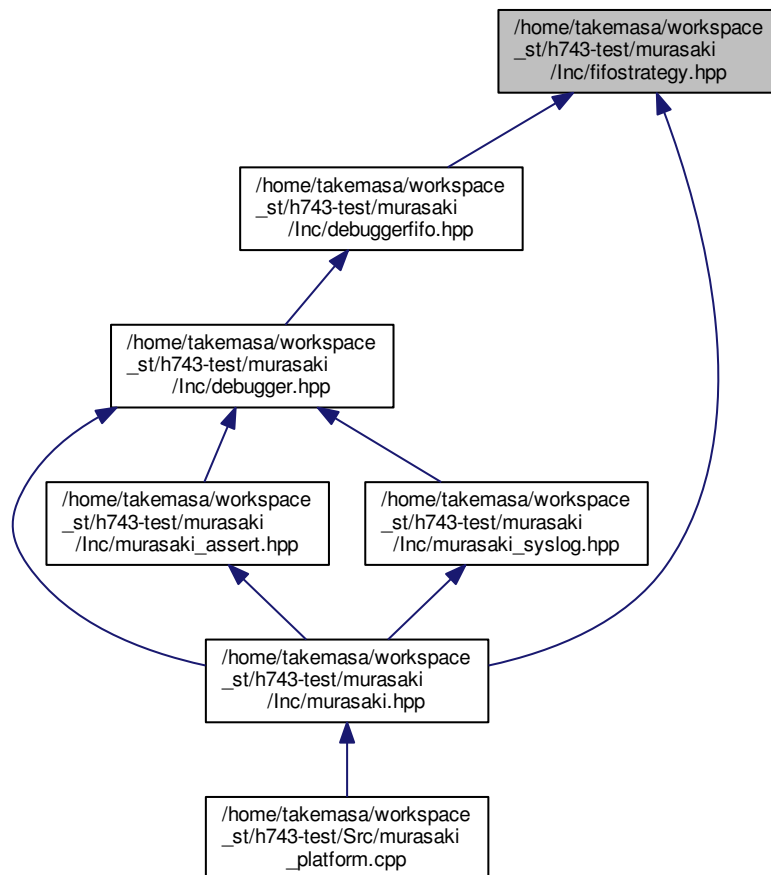 /home/takemasa/workspace
_st/h743-test/murasaki
/Inc/fifostrategy.hpp
/home/takemasa/workspace
_st/h743-test/murasaki
/Inc/debuggerfifo.hpp
/home/takemasa/workspace
_st/h743-test/murasaki
/Inc/debugger.hpp
/home/takemasa/workspace
_st/h743-test/murasaki
/Inc/murasaki_assert.hpp
/home/takemasa/workspace
_st/h743-test/murasaki
/Inc/murasaki_syslog.hpp
/home/takemasa/workspace
_st/h743-test/murasaki
/Inc/murasaki.hpp
/home/takemasa/workspace
_st/h743-test/Src/murasaki
_platform.cpp